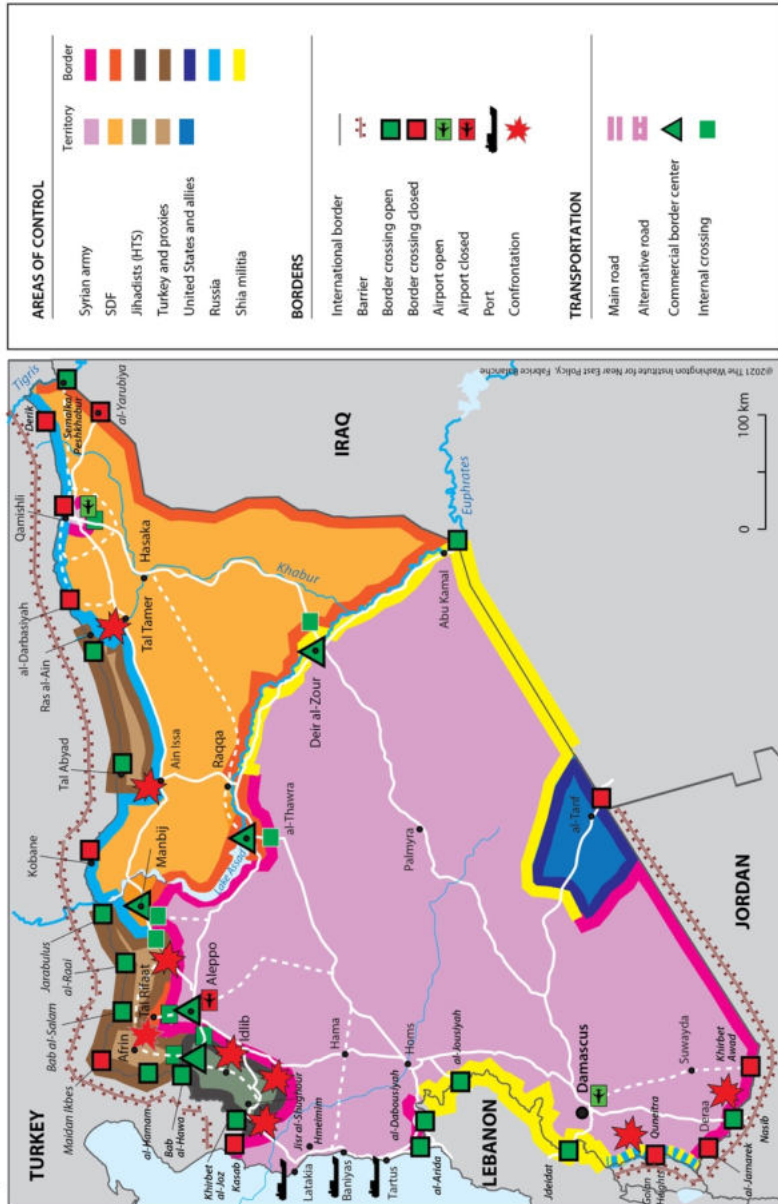 AREAS OF CONTROL
Territory
Border
Syrian army
SDF
Jihadists (HTS)
Turkey and proxies
United States and allies
Russia
Shia militia
BORDERS
International border
Barrier
Border crossing open
Border crossing closed
Airport open
Airport closed
Port
Confrontation
TRANSPORTATION
Main road
Alternative road
Commercial border center
Internal crossing
TURKEY
Maidan Ikbes
Bab al-Salam
al-Raai
Jarabulus
Kobane
Tal Abyad
Ras al-Ain
al-Darbasiyah
Qamishli
Derik
Semalka/
Peshkhabur
Tigris
al-Yarubiya
Afrin
Tal Rifaat
Manbij
Ain Issa
Tal Tamer
Hasaka
Khabur
al-Hamam
Bab
al-Hawa
Aleppo
Idlib
Lake Assad
Raqqa
al-Thawra
Deir al-Zour
Khirbet
al-Joz
Kasab
Jisr al-Shughour
Hmeimim
Latakia
Baniyas
Tartus
Hama
Homs
Palmyra
Abu Kamal
Euphrates
IRAQ
al-Dabousiyah
al-Arida
al-Jousiyah
LEBANON
Jdeidat
Damascus
al-Tanf
Golan
Heights
Qunaitra
Suwayda
Deraa
Khirbet
Awad
al-Jamarek
Nasib
JORDAN
0
100 km
©2021 The Washington Institute for Near East Policy, Fabrice Balanche